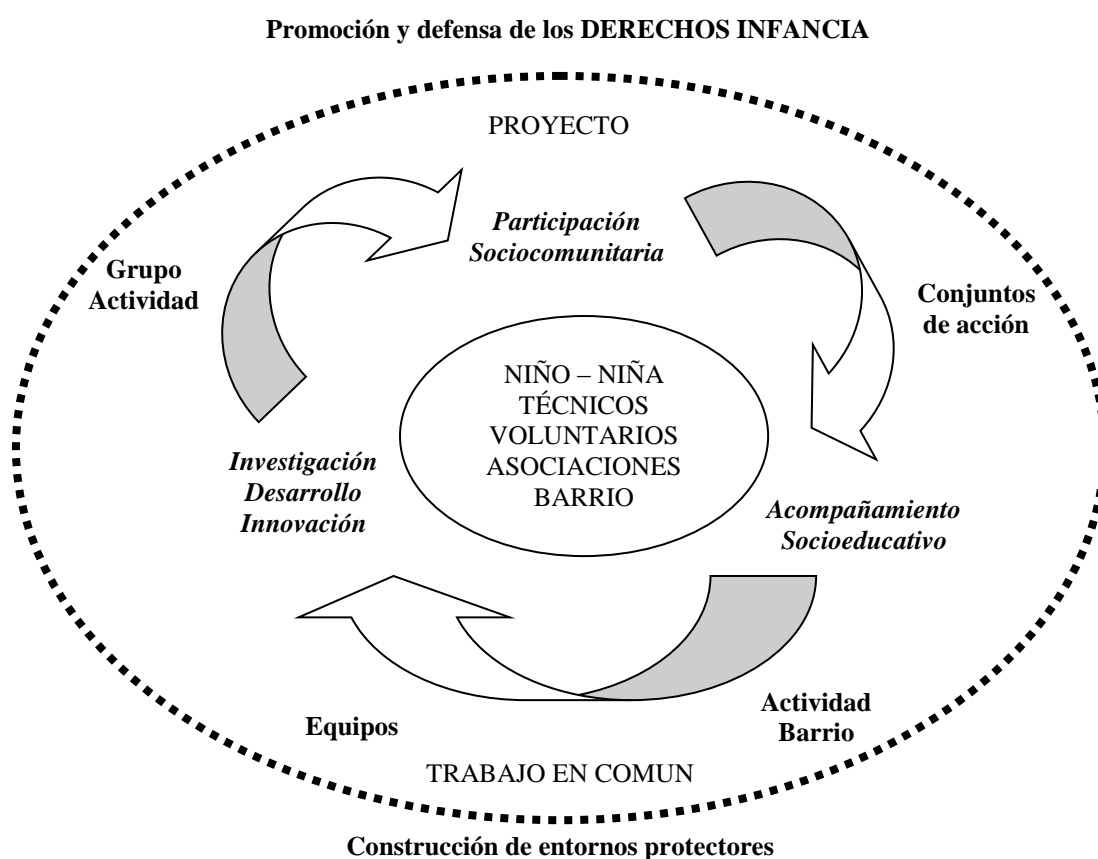 Promoción y defensa de los DERECHOS INFANCIA
PROYECTO
Participación
Sociocomunitaria
Grupo
Actividad
Conjuntos
de acción
NIÑO – NIÑA
TÉCNICOS
VOLUNTARIOS
ASOCIACIONES
BARRIO
Investigación
Desarrollo
Innovación
Acompañamiento
Socioeducativo
Equipos
Actividad
Barrio
TRABAJO EN COMUN
Construcción de entornos protectores